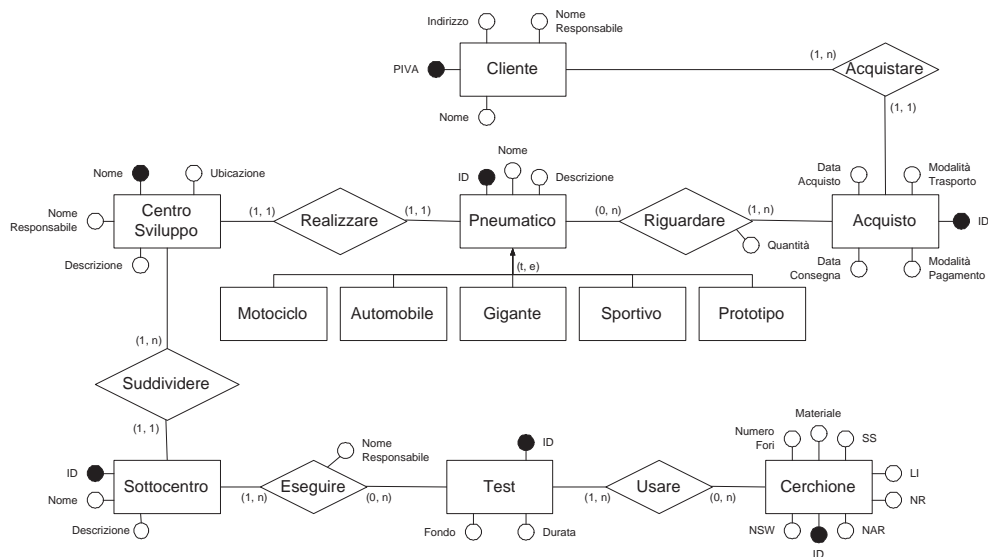 Indirizzo
Nome
Responsabile
PIVA
Cliente
(1, n)
Acquistare
Nome
(1, 1)
Nome
Ubicazione
ID
Nome
Descrizione
Data
Acquisto
Modalità
Trasporto
Nome
Responsabile
Centro
Sviluppo
(1, 1)
Realizzare
(1, 1)
Pneumatico
(0, n)
Riguardare
(1, n)
Acquisto
ID
Descrizione
Quantità
Data
Consegna
Modalità
Pagamento
(t, e)
Motociclo
Automobile
Gigante
Sportivo
Prototipo
(1, n)
Suddividere
(1, 1)
Nome
Responsabile
ID
Numero
Fori
Materiale
SS
ID
Nome
Sottocentro
(1, n)
Eseguire
(0, n)
Test
(1, n)
Usare
(0, n)
Cerchione
LI
NR
Descrizione
Fondo
Durata
NSW
ID
NAR